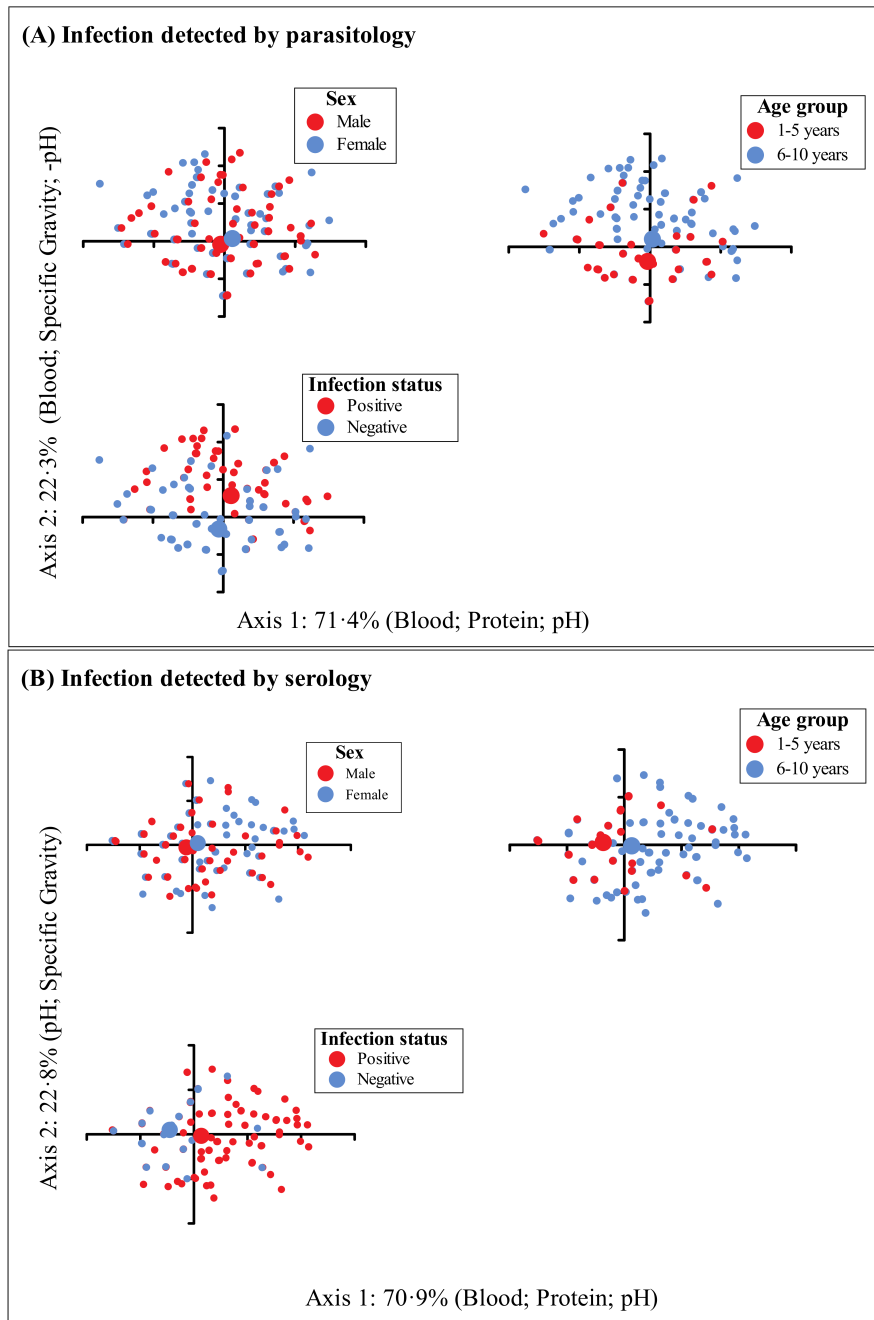 (A) Infection detected by parasitology
Sex
Male
Female
Age group
1-5 years
6-10 years
Infection status
Positive
Negative
Axis 2: 22·3% (Blood; Specific Gravity; -pH)
Axis 1: 71·4% (Blood; Protein; pH)
(B) Infection detected by serology
Sex
Male
Female
Age group
1-5 years
6-10 years
Infection status
Positive
Negative
Axis 2: 22·8% (pH; Specific Gravity)
Axis 1: 70·9% (Blood; Protein; pH)